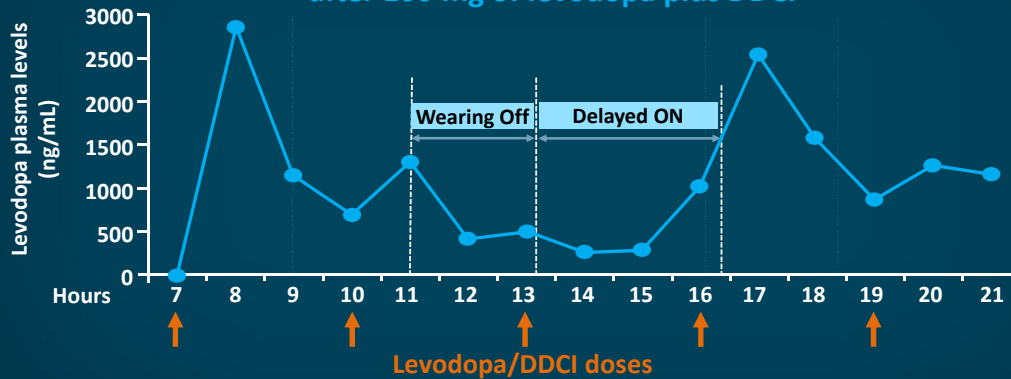 3000
2500
2000
1500
1000
500
0
Levodopa plasma levels
(ng/mL)
Wearing Off
Delayed ON
Hours 7 8 9 10 11 12 13 14 15 16 17 18 19 20 21
Levodopa/DDCI doses